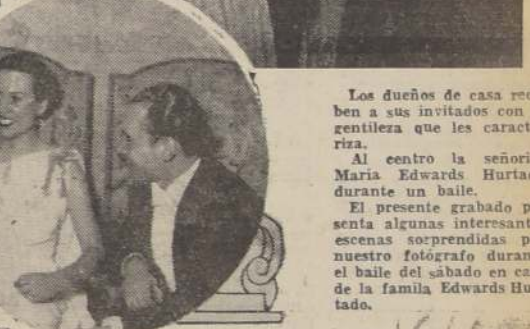 Los dueños de casa rec
ben a sus invitados con
gentileza que les caract
riza.
Al centro la señori
María Edwards Hurta
durante un baile.
El presente grabado p
senta algunas interesant
escenas sorprendidas p
nuestro fotógrafo duran
el baile del sábado en ca
de la famila Edwards Hu
tado.